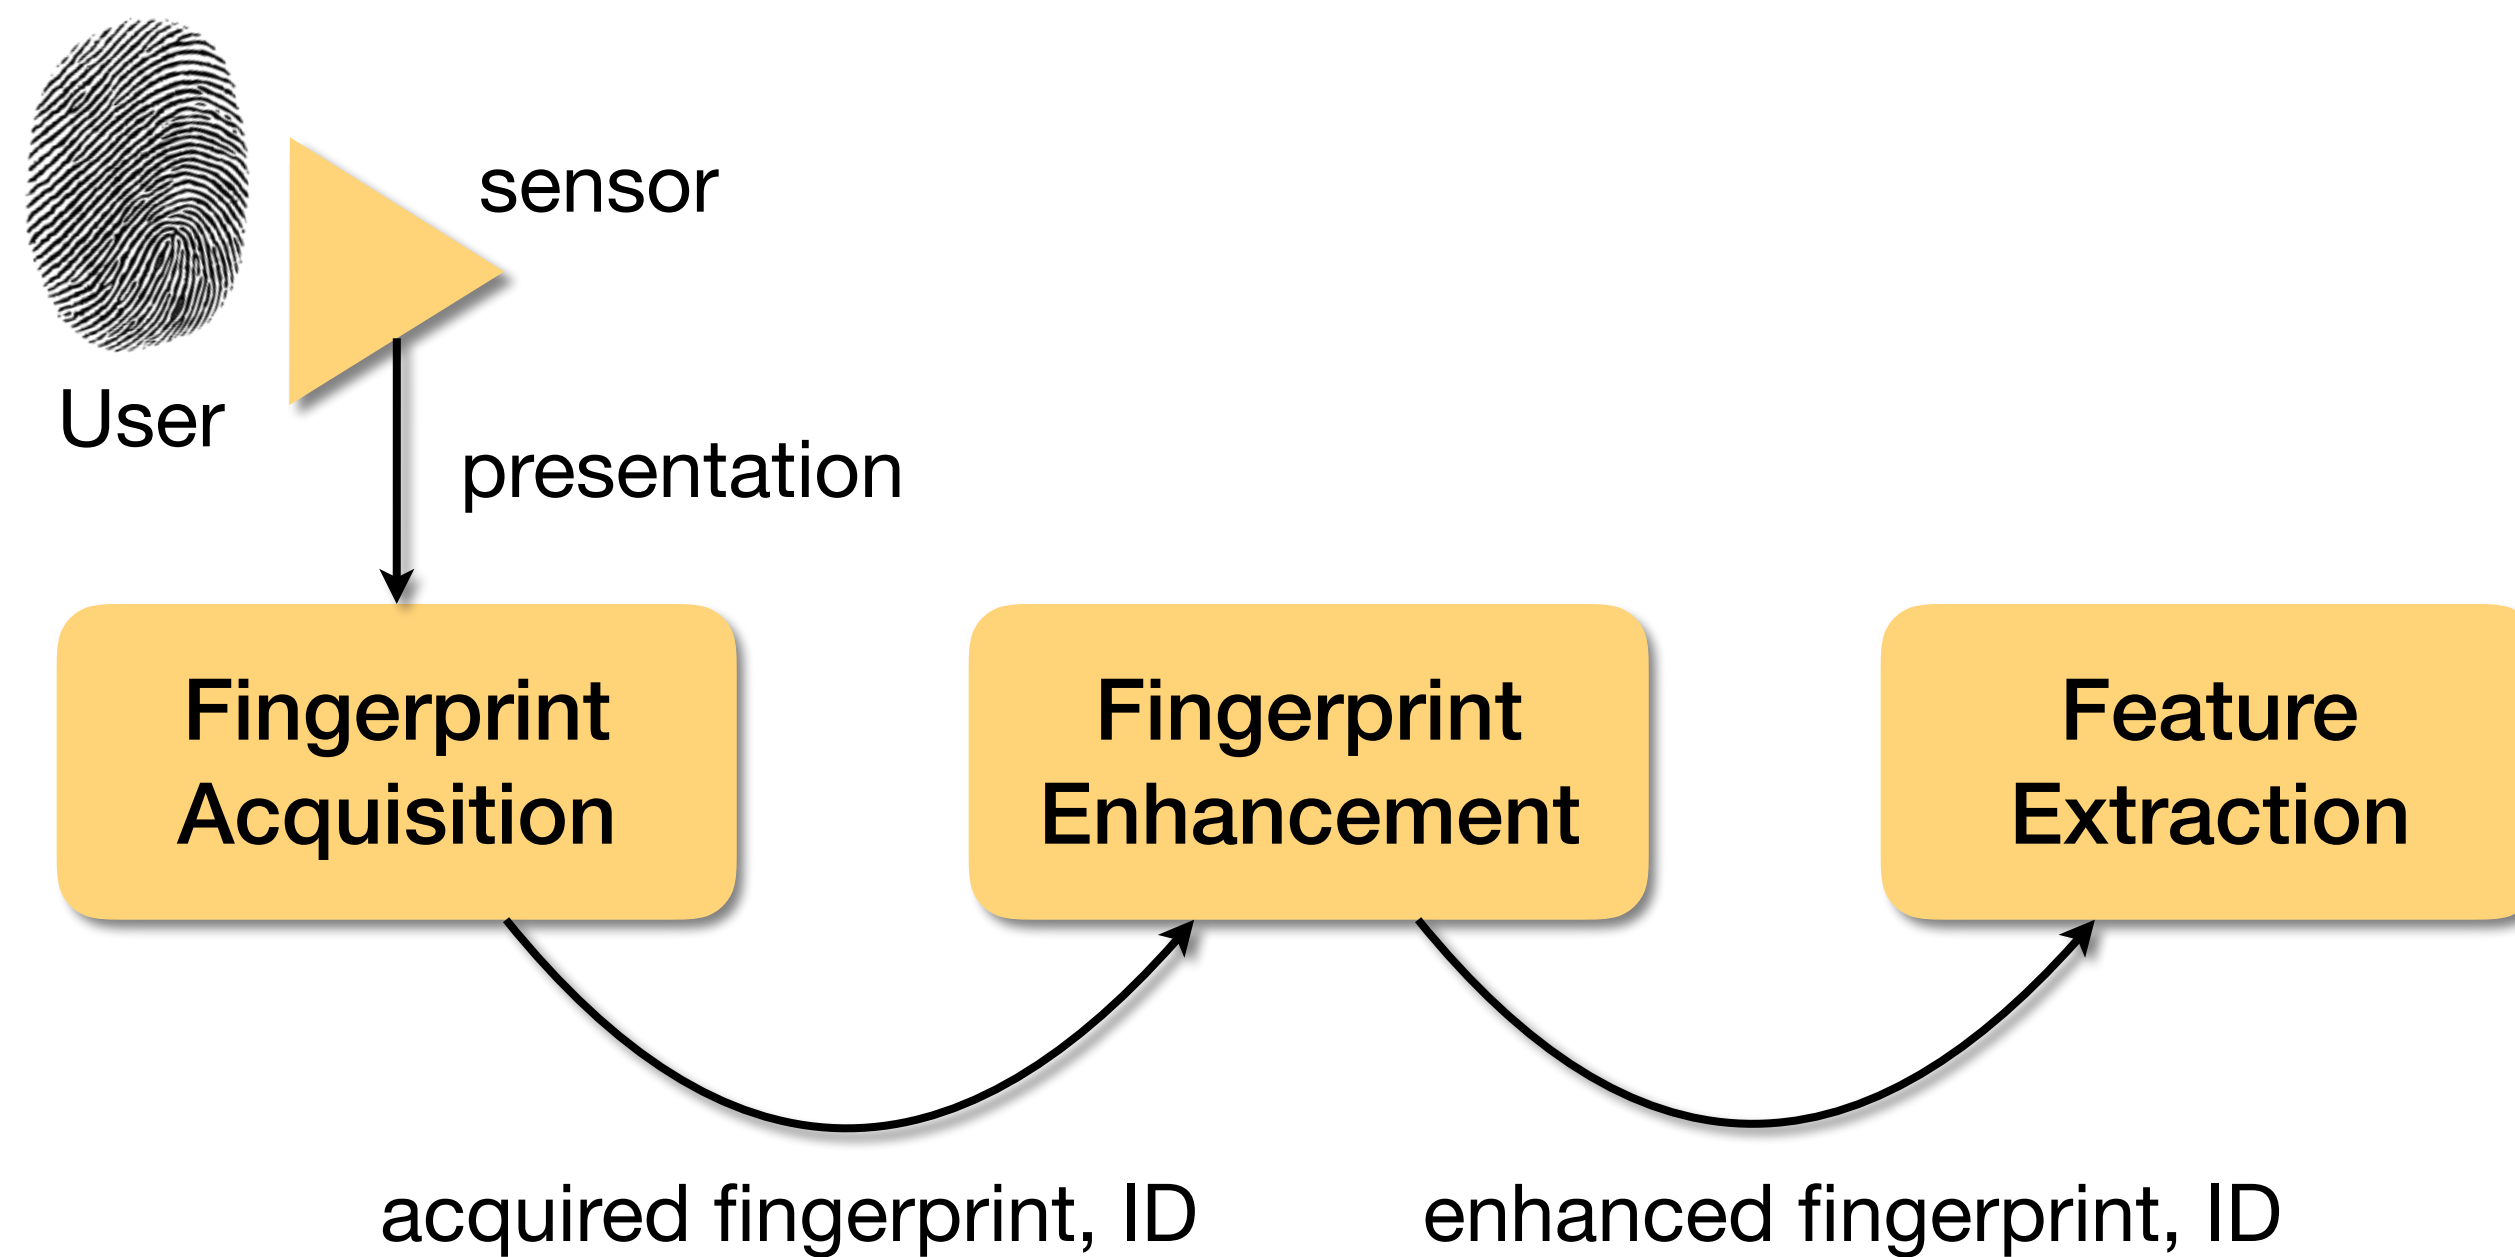 sensor
User
presentation
Fingerprint
Acquisition
Fingerprint
Enhancement
Feature
Extraction
acquired fingerprint, ID
enhanced fingerprint, ID